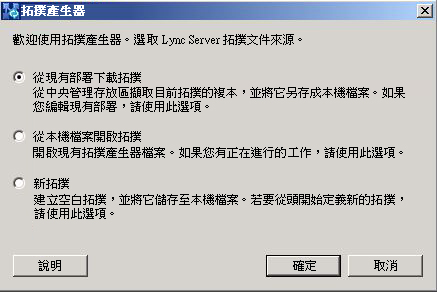 拓撲產生器
歡迎使用拓撲產生器。選取 Lync Server 拓撲文件來源。
從現有部署下載拓撲
從中央管理存放區擷取目前拓撲的複本，並將它另存成本機檔案。如果
您編輯現有部署，請使用此選項。
從本機檔案開啟拓撲
開啟現有拓撲產生器檔案。如果您有正在進行的工作，請使用此選項。
新拓撲
建立空白拓撲，並將它儲存至本機檔案。若要從頭開始定義新的拓撲，
請使用此選項。
說明
確定
取消